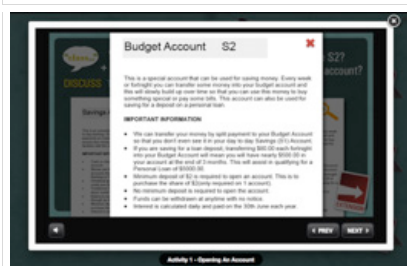 Budget Account S2
This is a special account that can be used for saving money. Every week
or fortnight you can transfer some money into your budget account and
this will slowly build up over time so that you can use this money to buy
something special or pay some bills. This account can also be used for
saving for a deposit on a personal loan.
IMPORTANT INFORMATION
We can transfer your money by split payment to your Budget Account
so that you don't even see it in your day to day Savings (S1) Account.
If you are saving for a loan deposit, transferring $80.00 each fortnight
into your Budget Account will mean you will have nearly $500.00 in
your account at the end of 3 months. This will assist in qualifying for a
Personal Loan of $5000.00.
Minimum deposit of $2 is required to open an account. This is to
purchase the share of $2(only required on 1 account).
No minimum deposit is required to open the account.
Funds can be withdrawn at anytime with no notice.
Interest is calculated daily and paid on the 30th June each year.
DISCUSS
S2?
account?
Savings
EXTENSION
PREV
NEXT
Activity 1 - Opening An Account